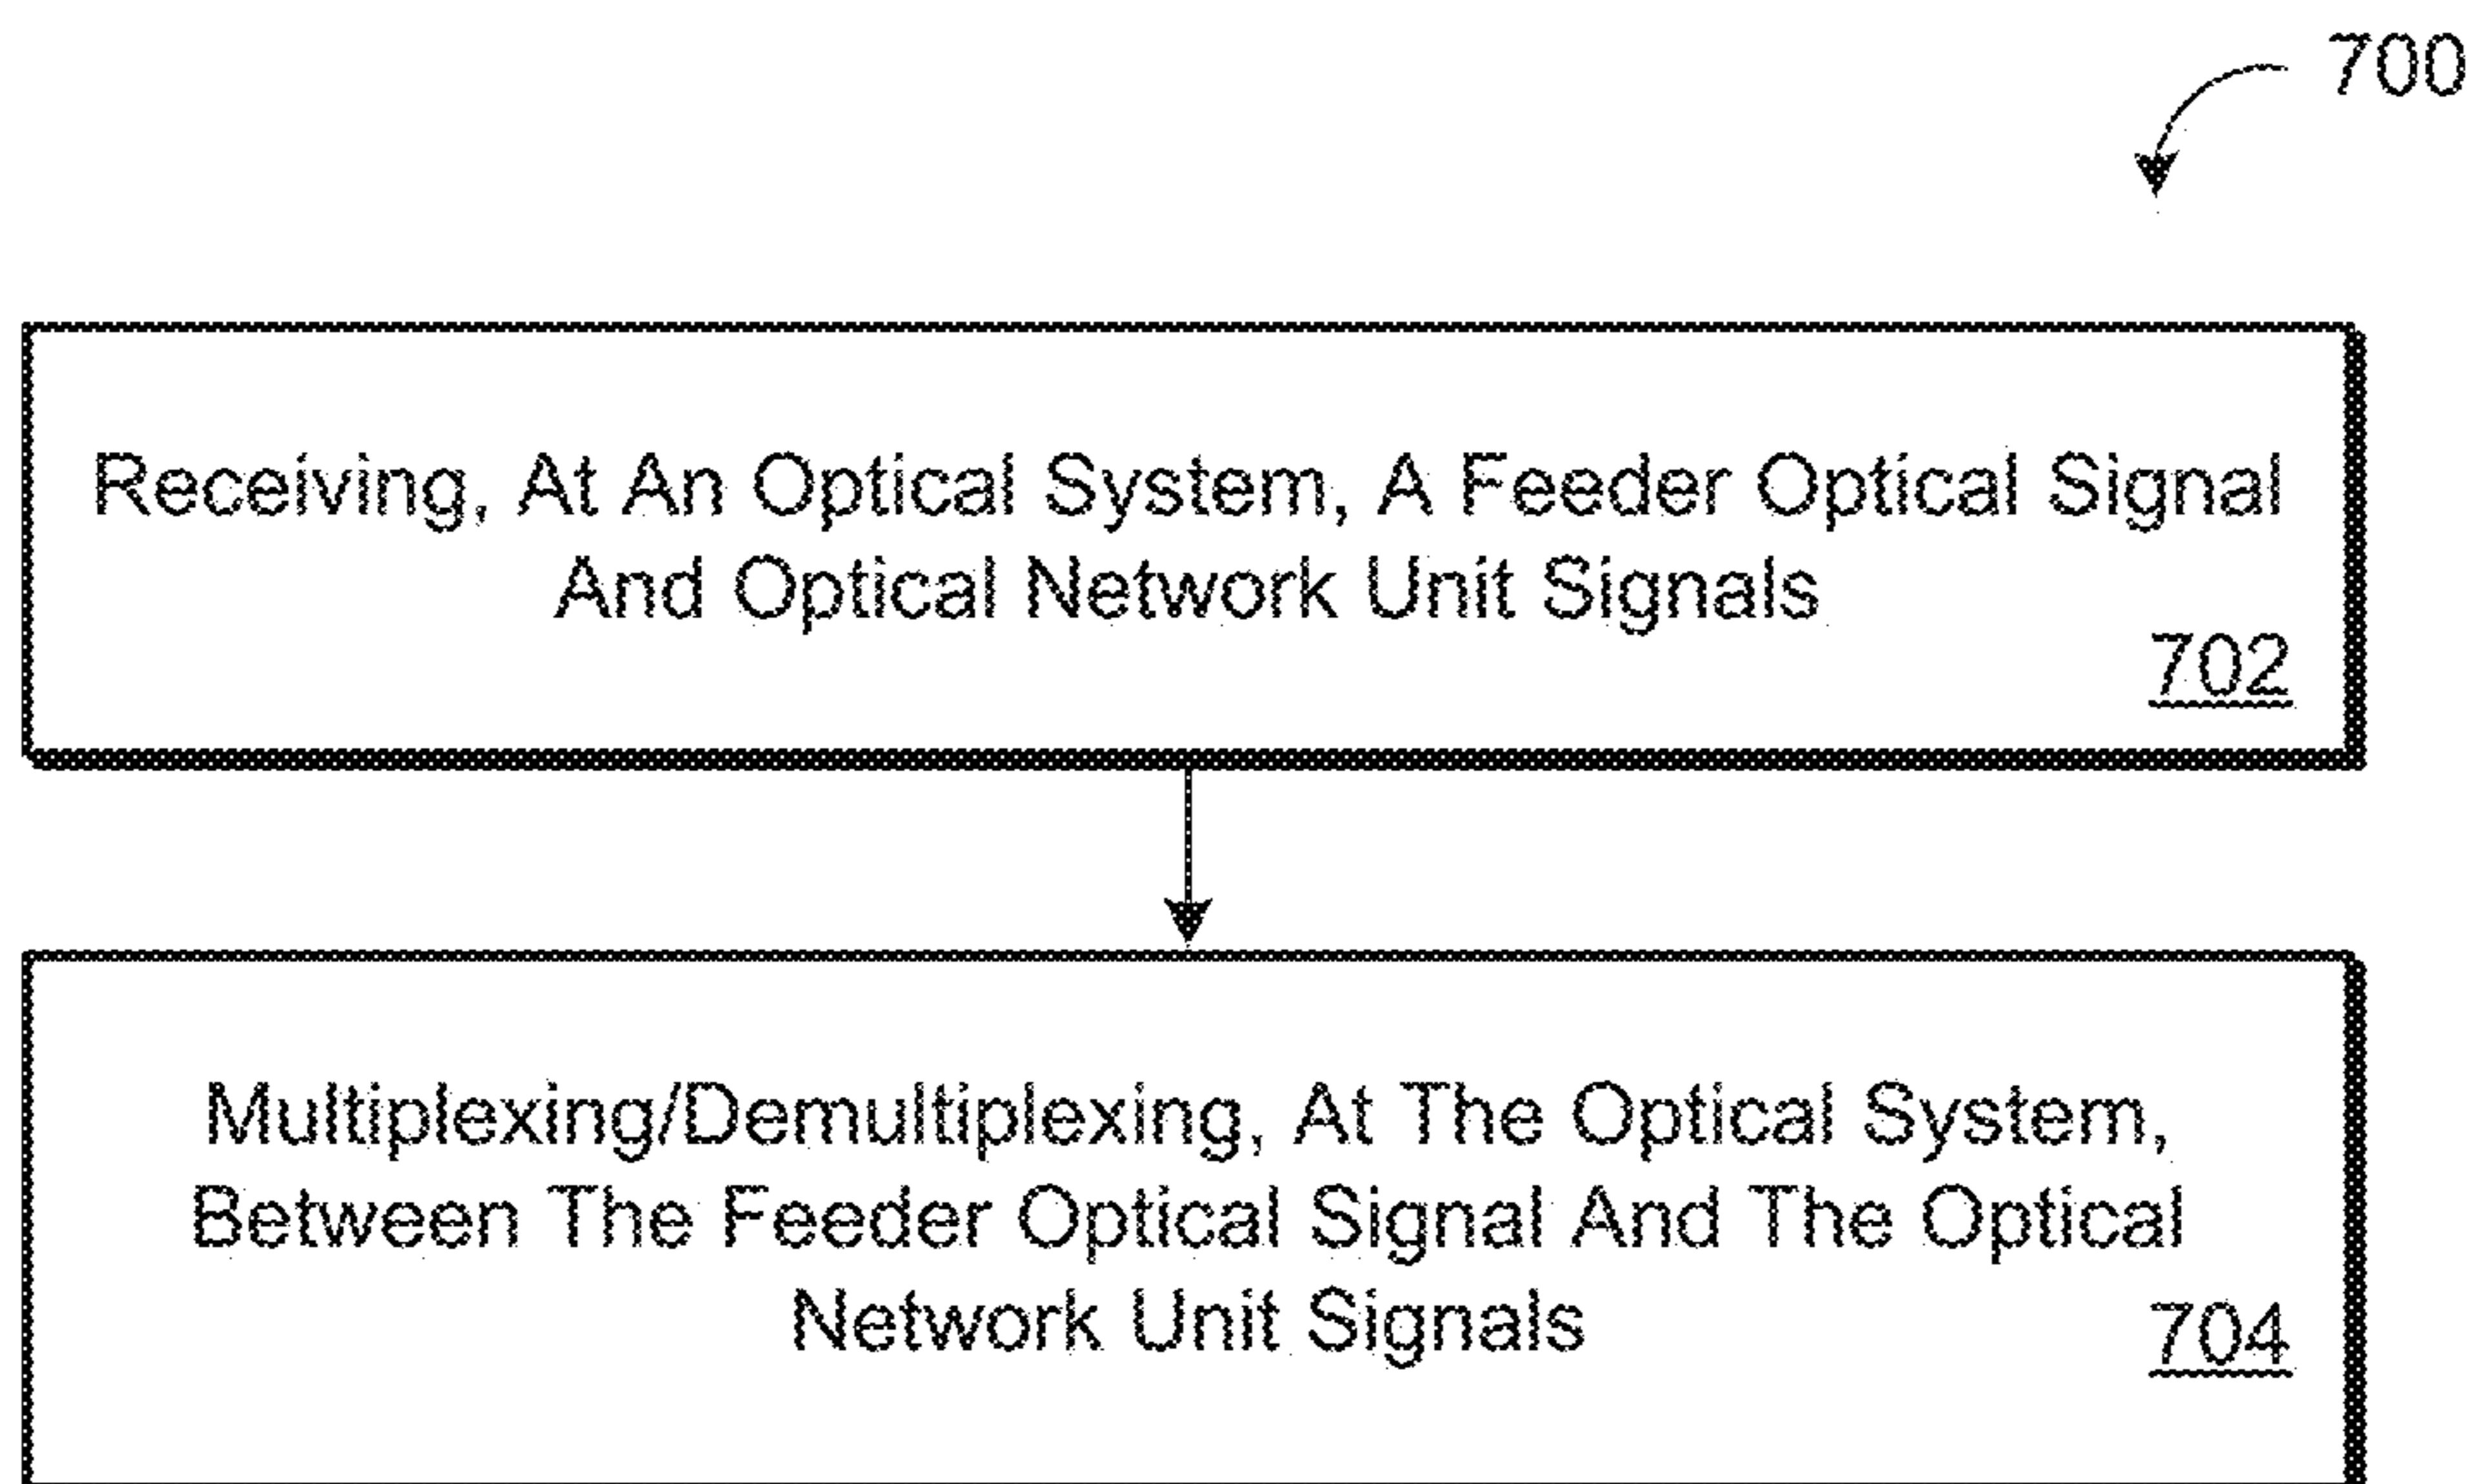 700
Receiving, At An Optical System, A Feeder Optical Signal
And Optical Network Unit Signals
702
Multiplexing/Demultiplexing, At The Optical System,
Between The Feeder Optical Signal And The Optical
Network Unit Signals
704